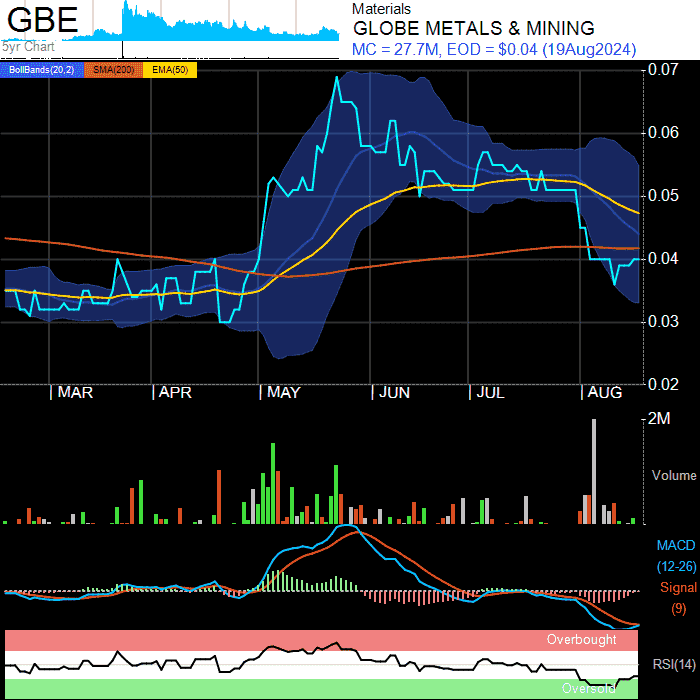 GBE
5yr Chart
Materials
GLOBE METALS & MINING
MC = 27.7M, EOD = $0.04 (19Aug2024)
BollBands(20,2) SMA(200) EMA(50)
0.07
0.06
0.05
0.04
0.03
0.02
MAR APR MAY JUN JUL AUG
2M
Volume
MACD
(12-26)
Signal
(9)
Overbought
RSI(14)
Oversold